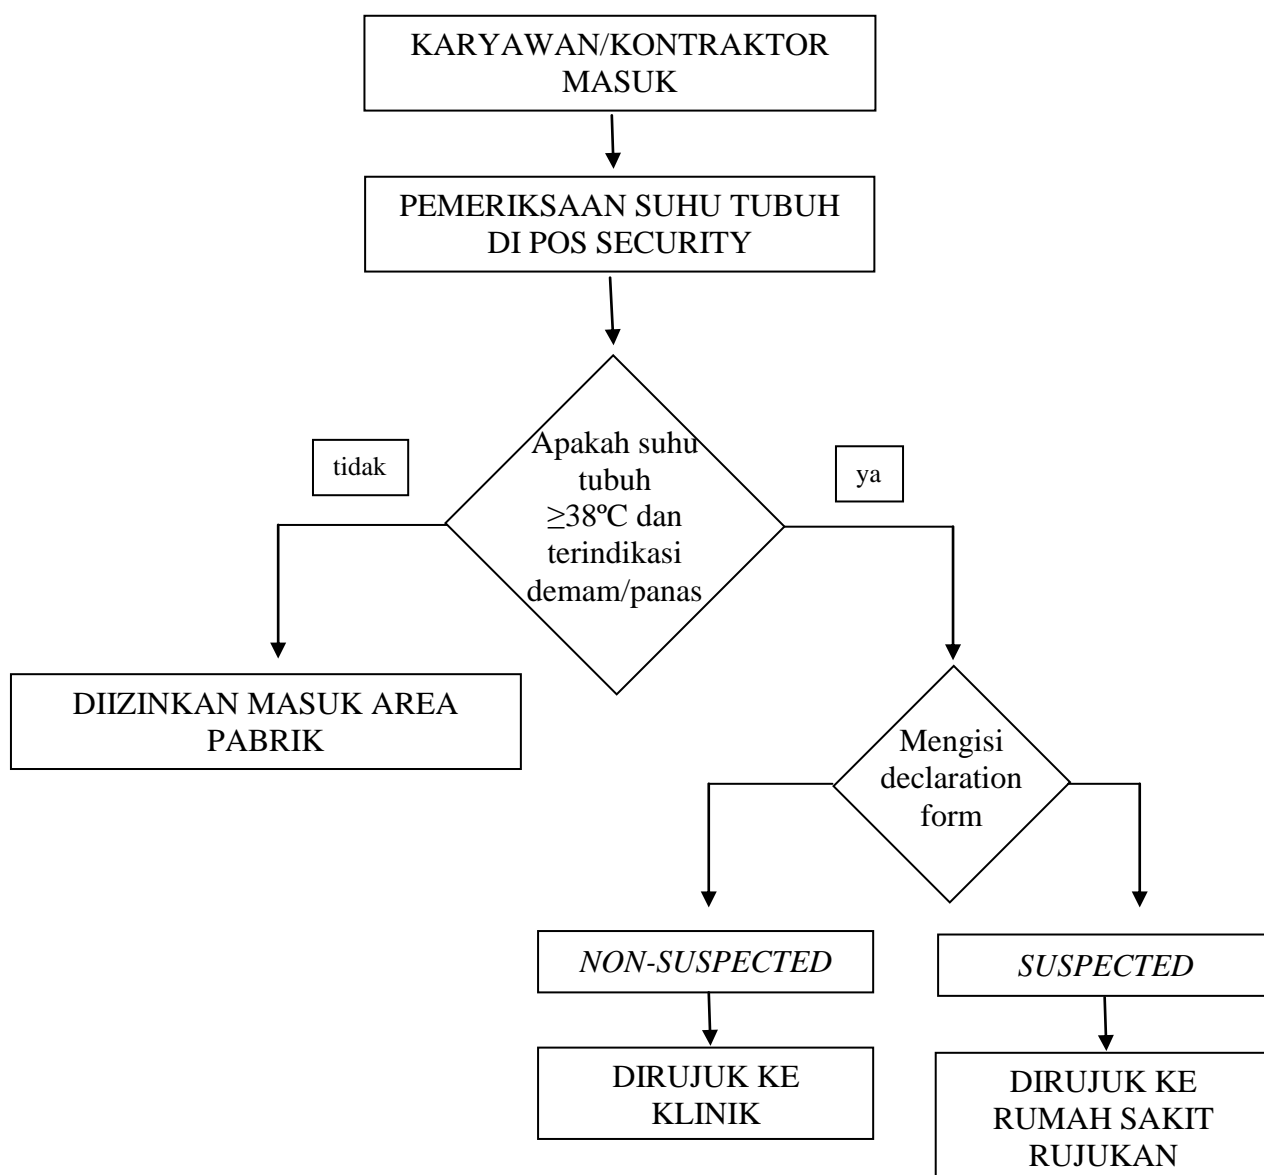 KARYAWAN/KONTRAKTOR
MASUK
PEMERIKSAAN SUHU TUBUH
DI POS SECURITY
Apakah suhu
tubuh
≥38ºC dan
terindikasi
demam/panas
tidak
ya
DIIZINKAN MASUK AREA
PABRIK
Mengisi
declaration
form
NON-SUSPECTED
SUSPECTED
DIRUJUK KE
KLINIK
DIRUJUK KE
RUMAH SAKIT
RUJUKAN